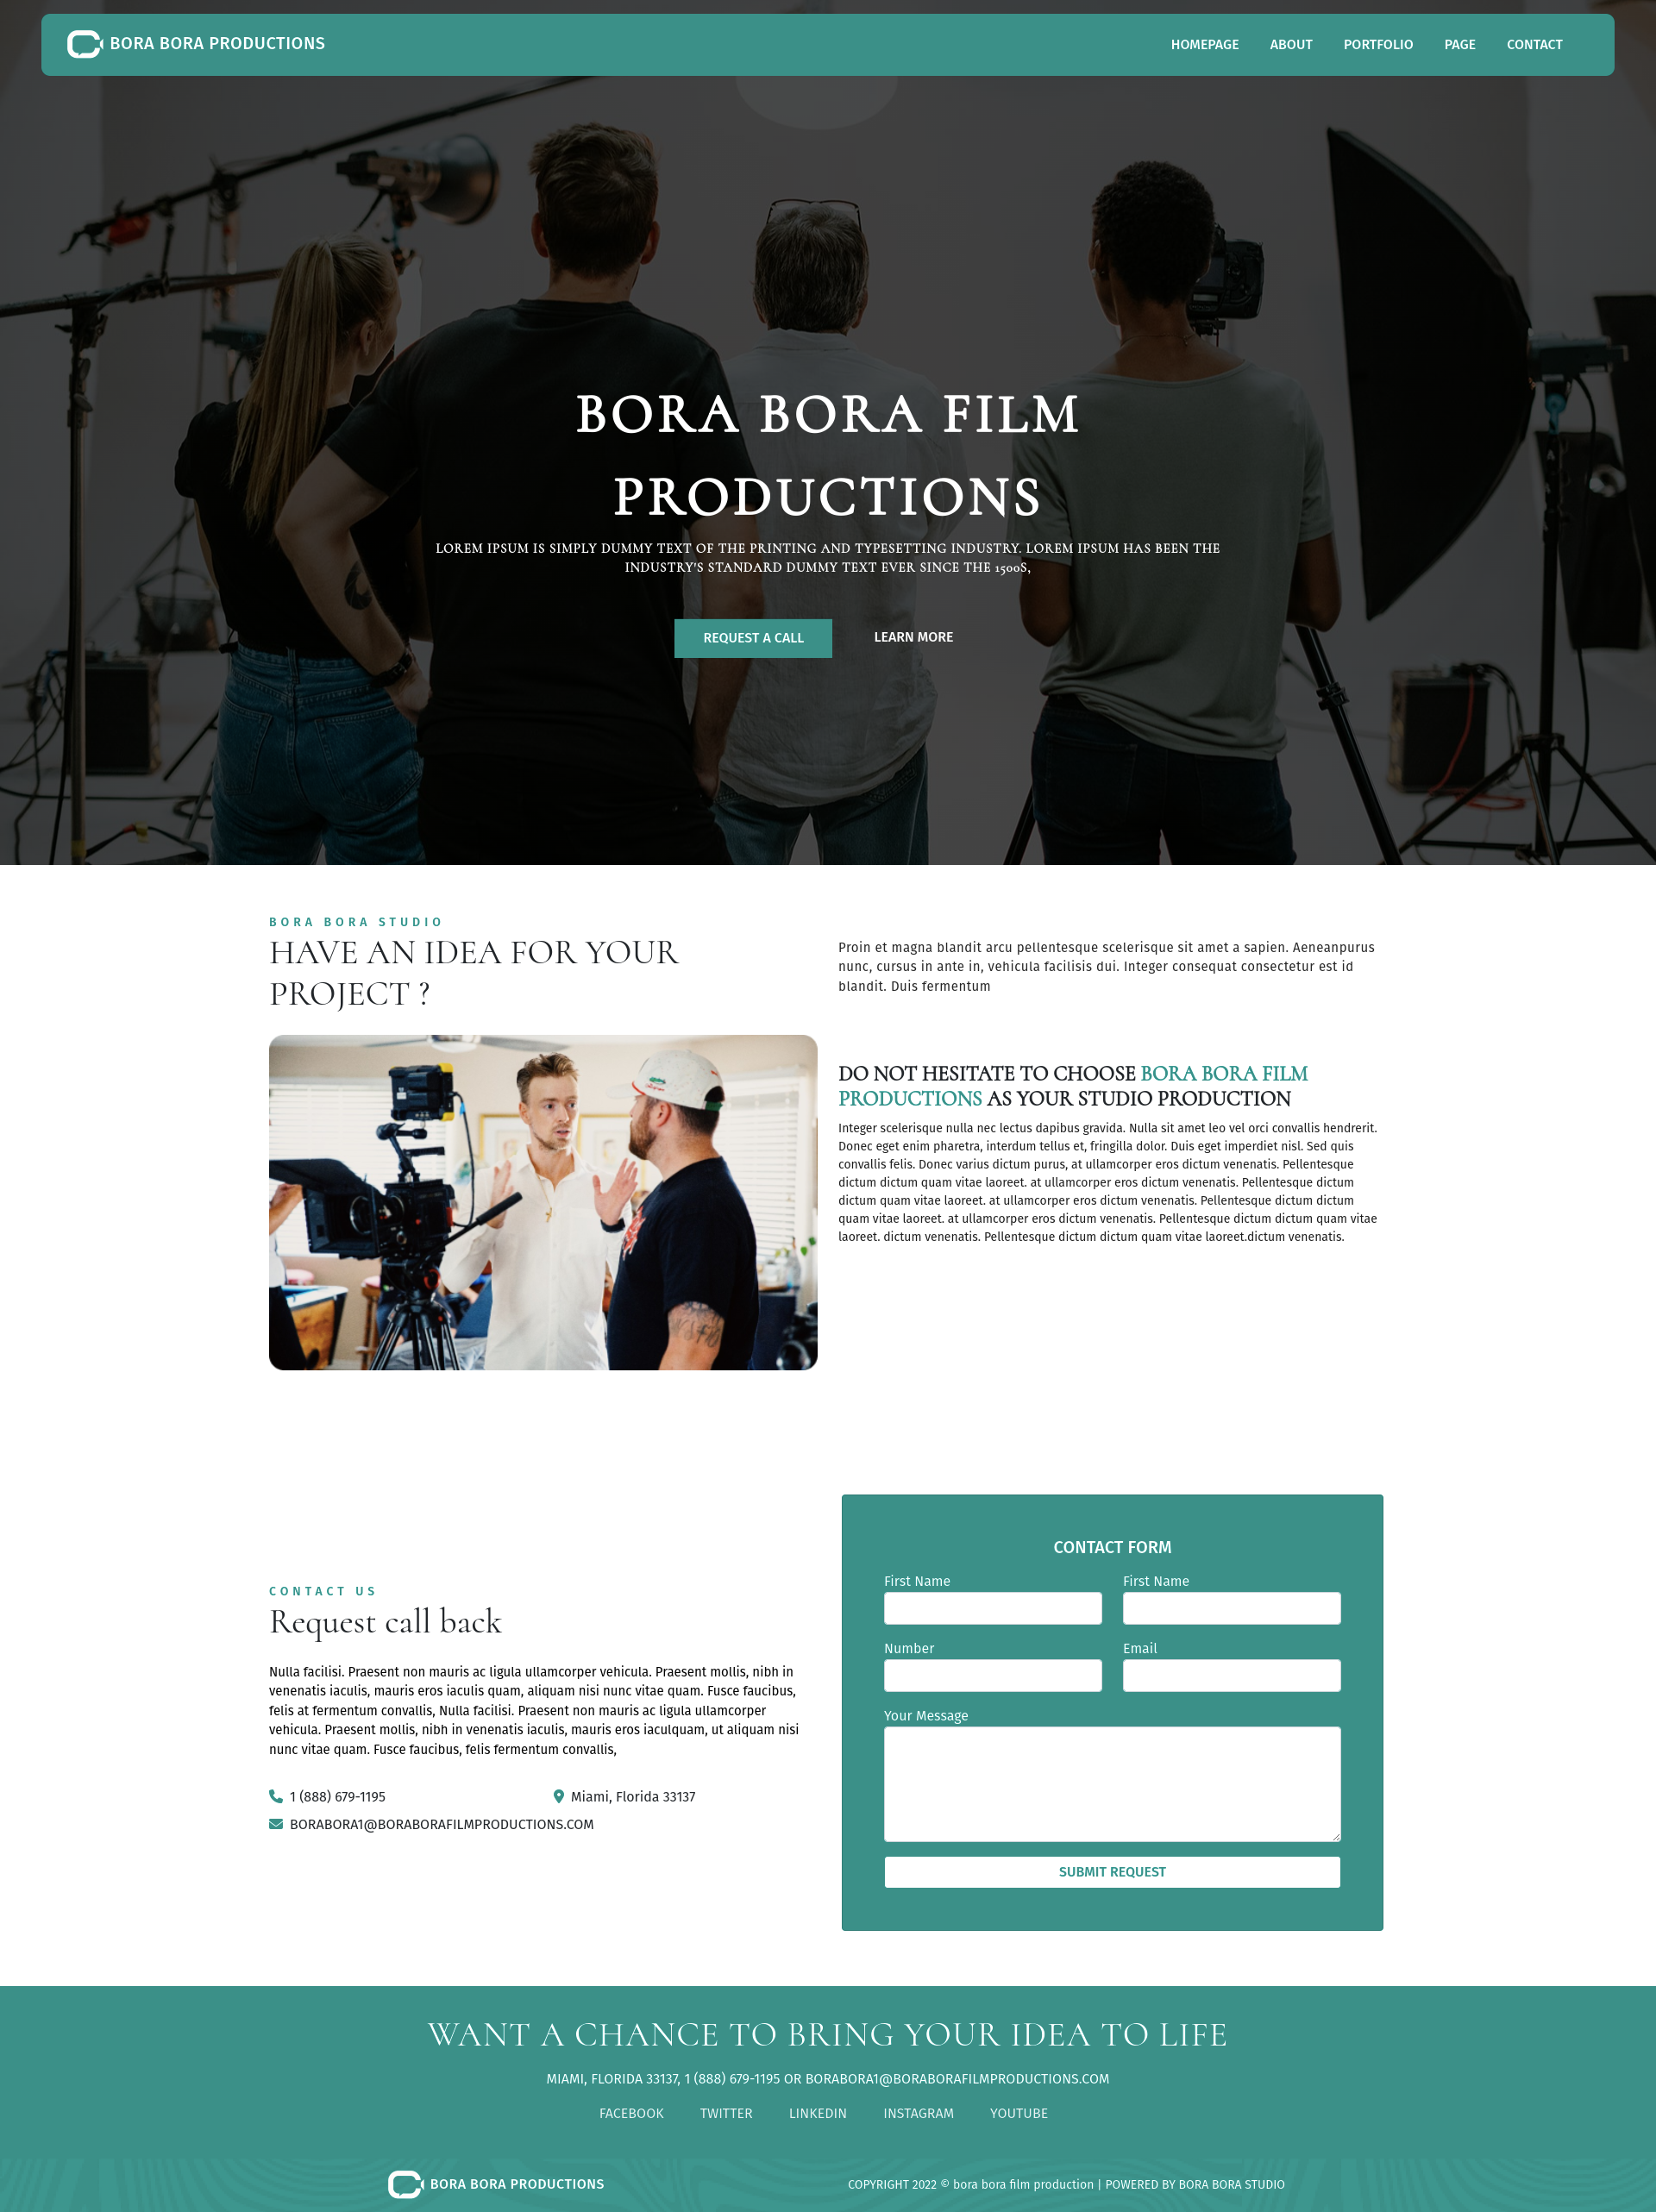 BORA BORA PRODUCTIONS
HOMEPAGE ABOUT PORTFOLIO PAGE CONTACT
BORA BORA FILM
PRODUCTIONS
LOREM IPSUM IS SIMPLY DUMMY TEXT OF THE PRINTING AND TYPESETTING INDUSTRY. LOREM IPSUM HAS BEEN THE
INDUSTRY'S STANDARD DUMMY TEXT EVER SINCE THE 1500S,
REQUEST A CALL LEARN MORE
BORA BORA STUDIO
HAVE AN IDEA FOR YOUR
PROJECT ?
Proin et magna blandit arcu pellentesque scelerisque sit amet a sapien. Aeneanpurus
nunc, cursus in ante in, vehicula facilisis dui. Integer consequat consectetur est id
blandit. Duis fermentum
DO NOT HESITATE TO CHOOSE BORA BORA FILM
PRODUCTIONS AS YOUR STUDIO PRODUCTION
Integer scelerisque nulla nec lectus dapibus gravida. Nulla sit amet leo vel orci convallis hendrerit.
Donec eget enim pharetra, interdum tellus et, fringilla dolor. Duis eget imperdiet nisl. Sed quis
convallis felis. Donec varius dictum purus, at ullamcorper eros dictum venenatis. Pellentesque
dictum dictum quam vitae laoreet. at ullamcorper eros dictum venenatis. Pellentesque dictum
dictum quam vitae laoreet. at ullamcorper eros dictum venenatis. Pellentesque dictum dictum
quam vitae laoreet. at ullamcorper eros dictum venenatis. Pellentesque dictum dictum quam vitae
laoreet. dictum venenatis. Pellentesque dictum dictum quam vitae laoreet.dictum venenatis.
CONTACT US
Request call back
Nulla facilisi. Praesent non mauris ac ligula ullamcorper vehicula. Praesent mollis, nibh in
venenatis iaculis, mauris eros iaculis quam, aliquam nisi nunc vitae quam. Fusce faucibus,
felis at fermentum convallis, Nulla facilisi. Praesent non mauris ac ligula ullamcorper
vehicula. Praesent mollis, nibh in venenatis iaculis, mauris eros iaculquam, ut aliquam nisi
nunc vitae quam. Fusce faucibus, felis fermentum convallis,
1 (888) 679-1195 Miami, Florida 33137
BORABORA1@BORABORAFILMPRODUCTIONS.COM
CONTACT FORM
First Name First Name
Number Email
Your Message
SUBMIT REQUEST
WANT A CHANCE TO BRING YOUR IDEA TO LIFE
MIAMI, FLORIDA 33137, 1 (888) 679-1195 OR BORABORA1@BORABORAFILMPRODUCTIONS.COM
FACEBOOK TWITTER LINKEDIN INSTAGRAM YOUTUBE
BORA BORA PRODUCTIONS
COPYRIGHT 2022 © bora bora film production | POWERED BY BORA BORA STUDIO